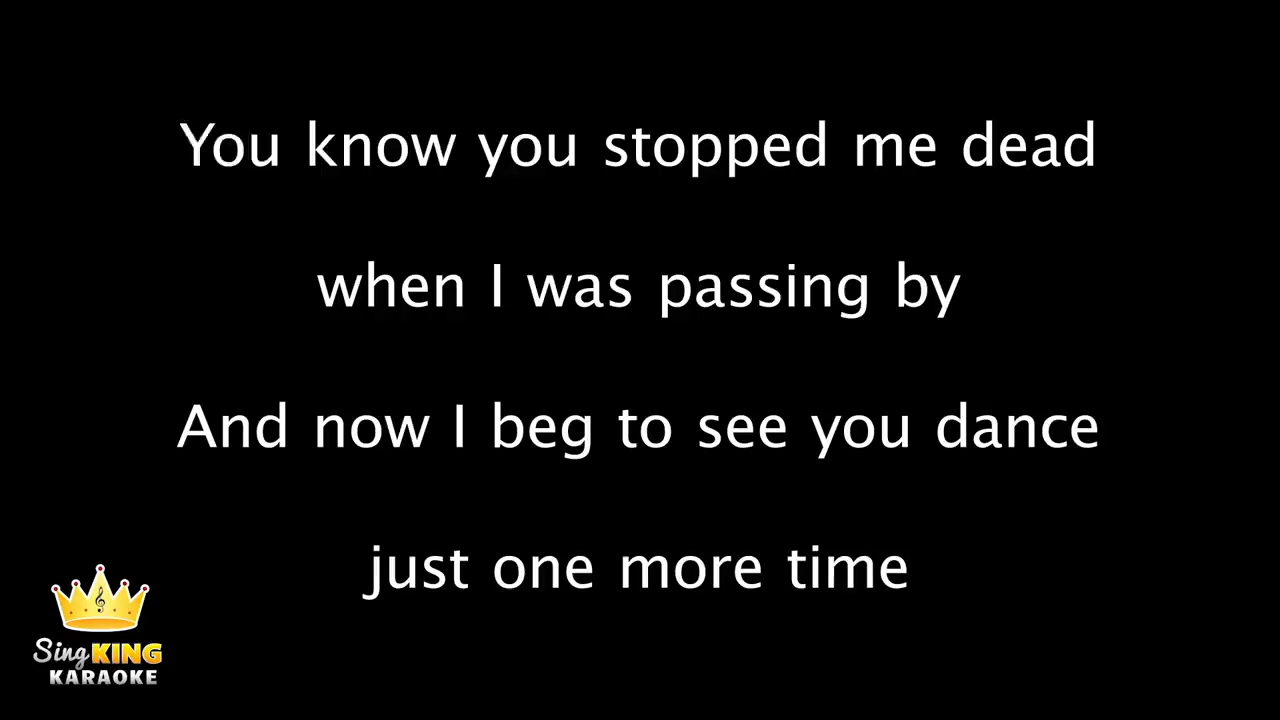 You know you stopped me dead
when I was passing by
And now I beg to see you dance
just one more time
Sing KING
KARAOKE